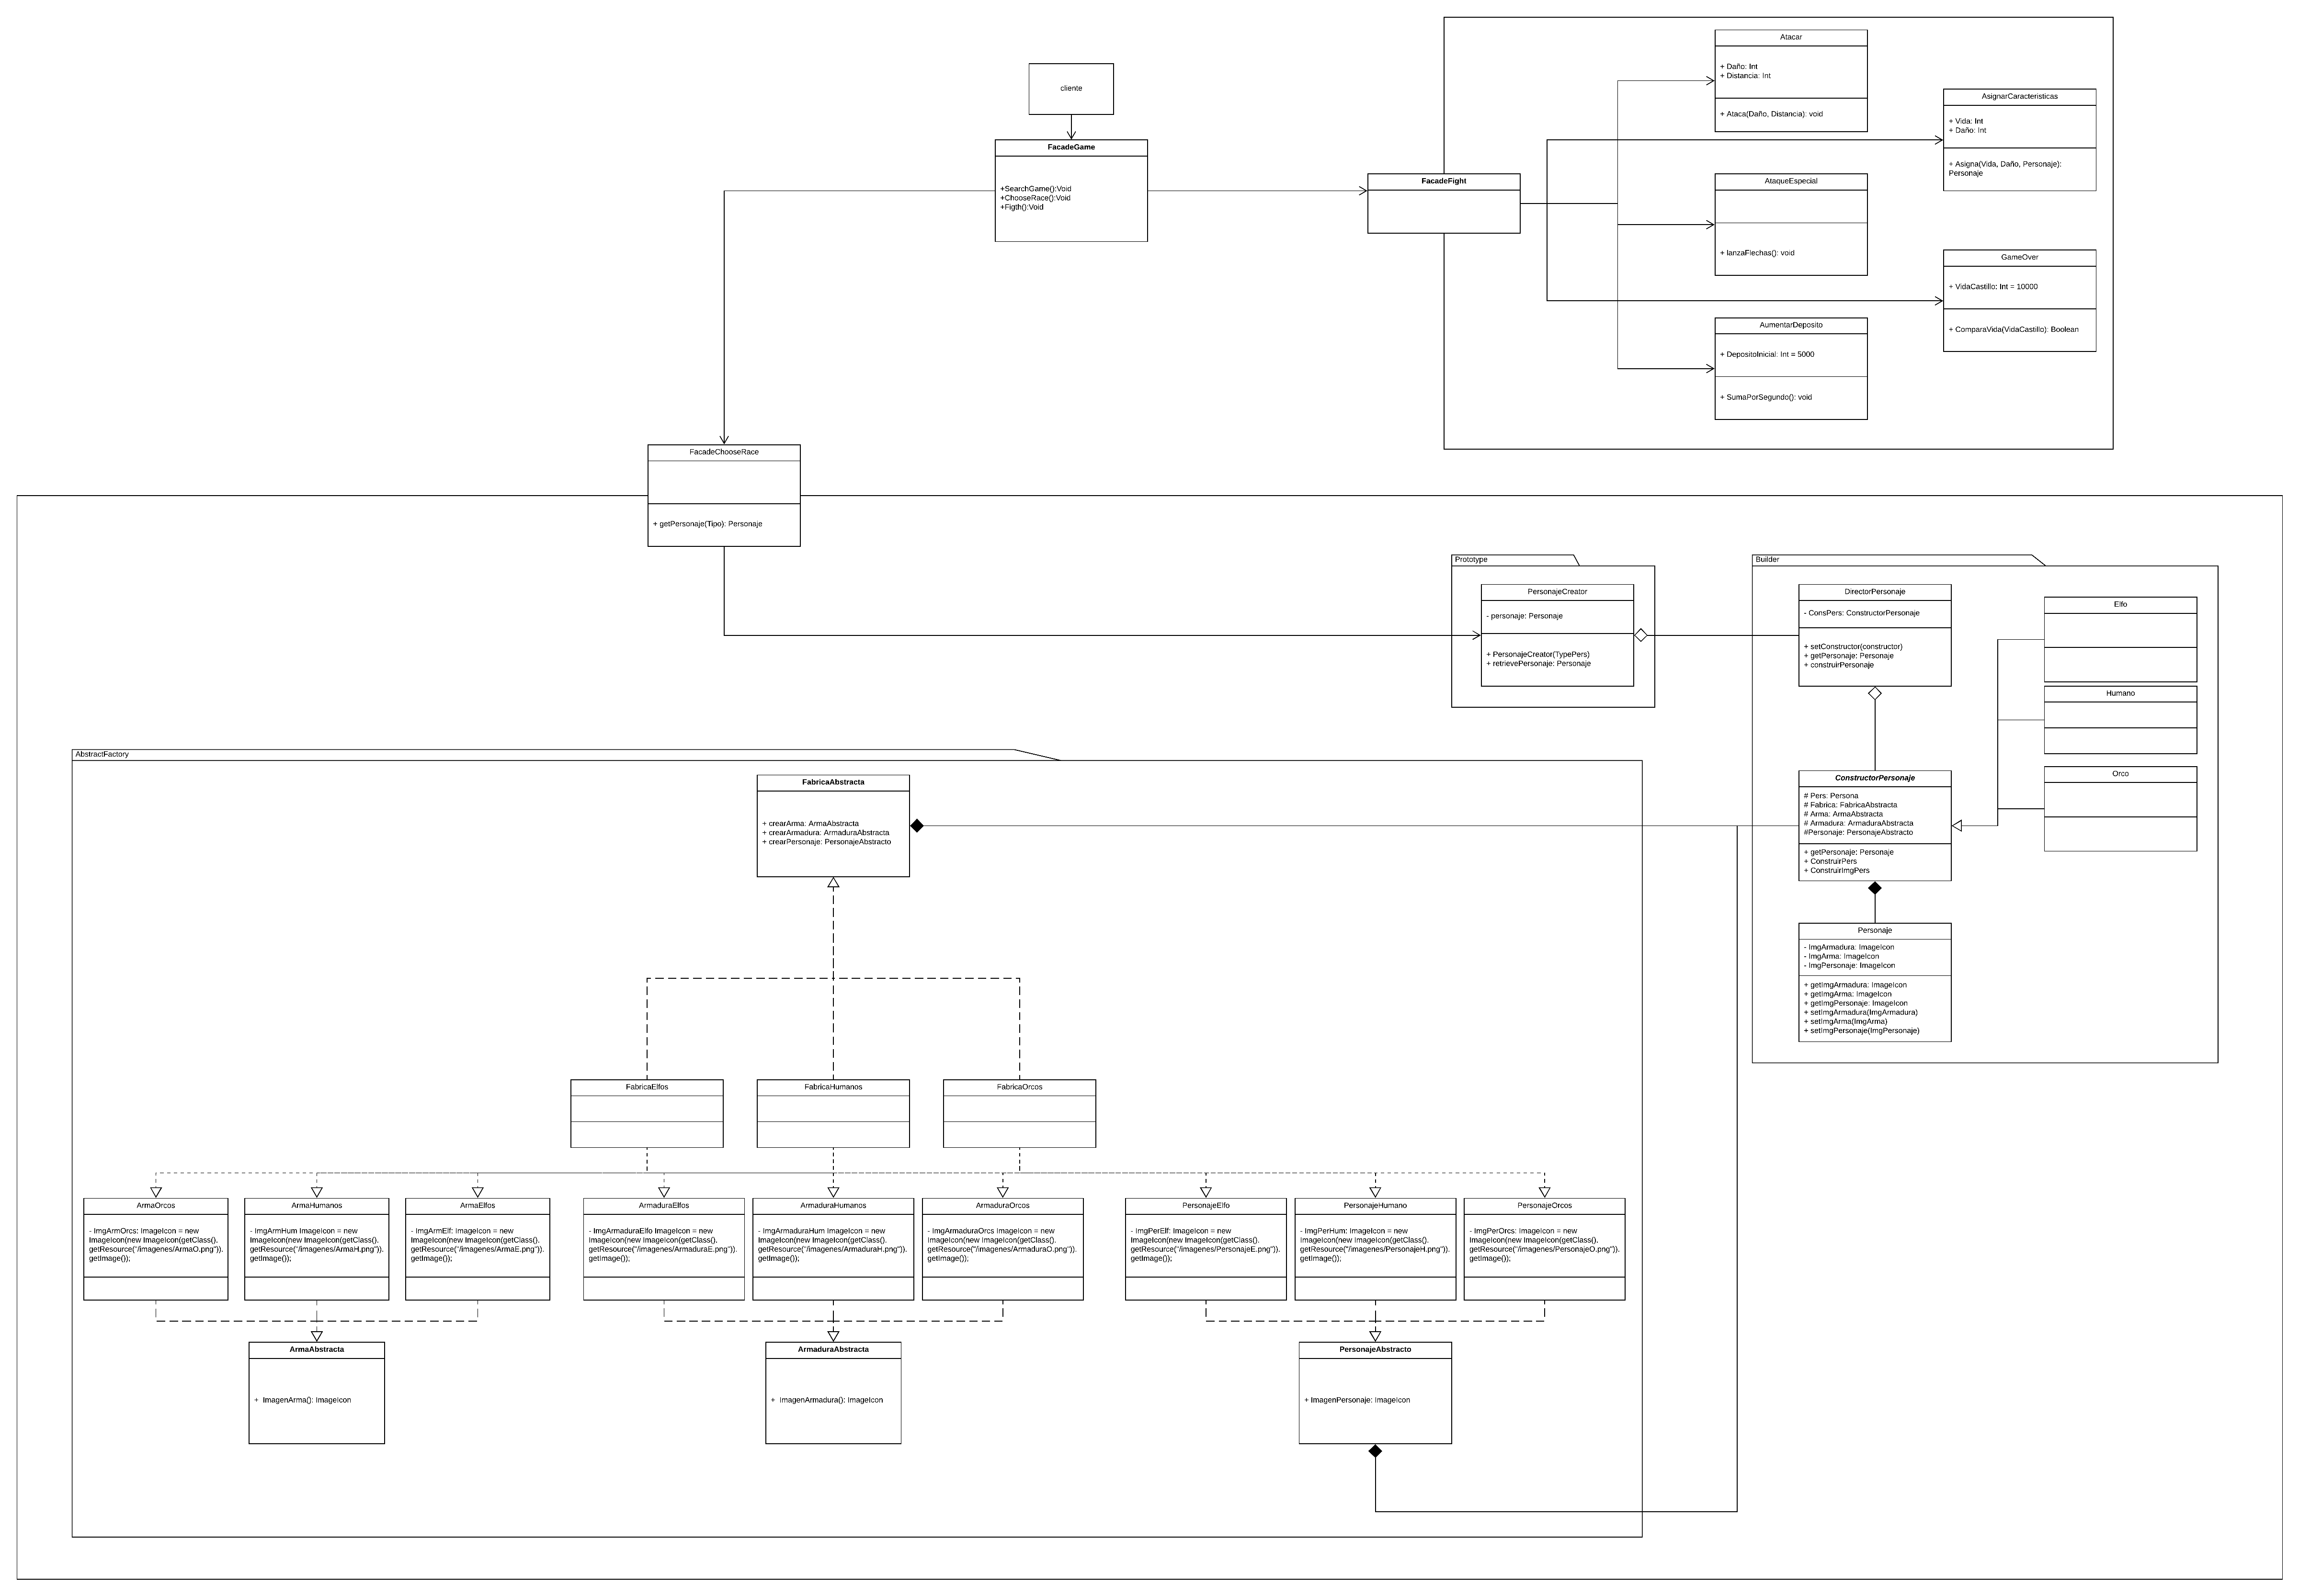 cliente
FacadeGame
+SearchGame():Void
+ChooseRace():Void
+Figth():Void
FacadeFight
Atacar
+ Daño: Int
+ Distancia: Int
+ Ataca(Daño, Distancia): void
AsignarCaracteristicas
+ Vida: Int
+ Daño: Int
+ Asigna(Vida, Daño, Personaje):
Personaje
AtaqueEspecial
+ lanzaFlechas(): void
GameOver
+ VidaCastillo: Int = 10000
+ ComparaVida(VidaCastillo): Boolean
AumentarDeposito
+ DepositoInicial: Int = 5000
+ SumaPorSegundo(): void
FacadeChooseRace
+ getPersonaje(Tipo): Personaje
Prototype
PersonajeCreator
- personaje: Personaje
+ PersonajeCreator(TypePers)
+ retrievePersonaje: Personaje
Builder
DirectorPersonaje
- ConsPers: ConstructorPersonaje
+ setConstructor(constructor)
+ getPersonaje: Personaje
+ construirPersonaje
Elfo
Humano
Orco
ConstructorPersonaje
# Pers: Persona
# Fabrica: FabricaAbstracta
# Arma: ArmaAbstracta
# Armadura: ArmaduraAbstracta
#Personaje: PersonajeAbstracto
+ getPersonaje: Personaje
+ ConstruirPers
+ ConstruirImgPers
Personaje
- ImgArmadura: ImageIcon
- ImgArma: ImageIcon
- ImgPersonaje: ImageIcon
+ getImgArmadura: ImageIcon
+ getImgArma: ImageIcon
+ getImgPersonaje: ImageIcon
+ setImgArmadura(ImgArmadura)
+ setImgArma(ImgArma)
+ setImgPersonaje(ImgPersonaje)
AbstractFactory
FabricaAbstracta
+ crearArma: ArmaAbstracta
+ crearArmadura: ArmaduraAbstracta
+ crearPersonaje: PersonajeAbstracto
FabricaElfos
FabricaHumanos
FabricaOrcos
ArmaOrcos
- ImgArmOrcs: ImageIcon = new
ImageIcon(new ImageIcon(getClass().
getResource("/imagenes/ArmaO.png")).
getImage());
ArmaHumanos
- ImgArmHum ImageIcon = new
ImageIcon(new ImageIcon(getClass().
getResource("/imagenes/ArmaH.png")).
getImage());
ArmaElfos
- ImgArmElf: ImageIcon = new
ImageIcon(new ImageIcon(getClass().
getResource("/imagenes/ArmaE.png")).
getImage());
ArmaduraElfos
- ImgArmaduraElfo ImageIcon = new
ImageIcon(new ImageIcon(getClass().
getResource("/imagenes/ArmaduraE.png")).
getImage());
ArmaduraHumanos
- ImgArmaduraHum ImageIcon = new
ImageIcon(new ImageIcon(getClass().
getResource("/imagenes/ArmaduraH.png")).
getImage());
ArmaduraOrcos
- ImgArmaduraOrcs ImageIcon = new
ImageIcon(new ImageIcon(getClass().
getResource("/imagenes/ArmaduraO.png")).
getImage());
PersonajeElfo
- ImgPerElf: ImageIcon = new
ImageIcon(new ImageIcon(getClass().
getResource("/imagenes/PersonajeE.png")).
getImage());
PersonajeHumano
- ImgPerHum: ImageIcon = new
ImageIcon(new ImageIcon(getClass().
getResource("/imagenes/PersonajeH.png")).
getImage());
PersonajeOrcos
- ImgPerOrcs: ImageIcon = new
ImageIcon(new ImageIcon(getClass().
getResource("/imagenes/PersonajeO.png")).
getImage());
ArmaAbstracta
+ ImagenArma(): ImageIcon
ArmaduraAbstracta
+ ImagenArmadura(): ImageIcon
PersonajeAbstracto
+ ImagenPersonaje: ImageIcon